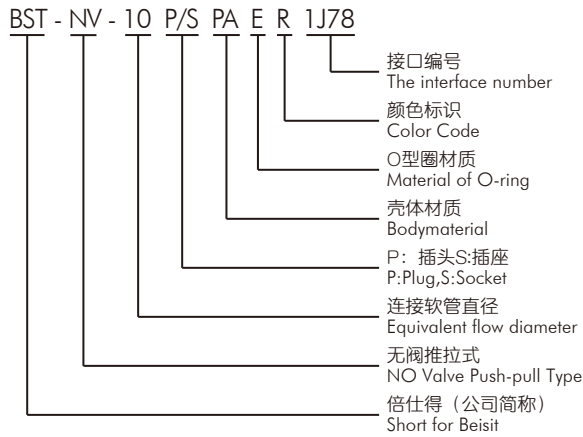 BST - NV - 10 P/S PA E R 1J78
接口编号
The interface number
颜色标识
Color Code
O型圈材质
Material of O-ring
壳体材质
Bodymaterial
P：插头S:插座
P:Plug,S:Socket
连接软管直径
Equivalent flow diameter
无阀推拉式
NO Valve Push-pull Type
倍仕得（公司简称）
Short for Beisit